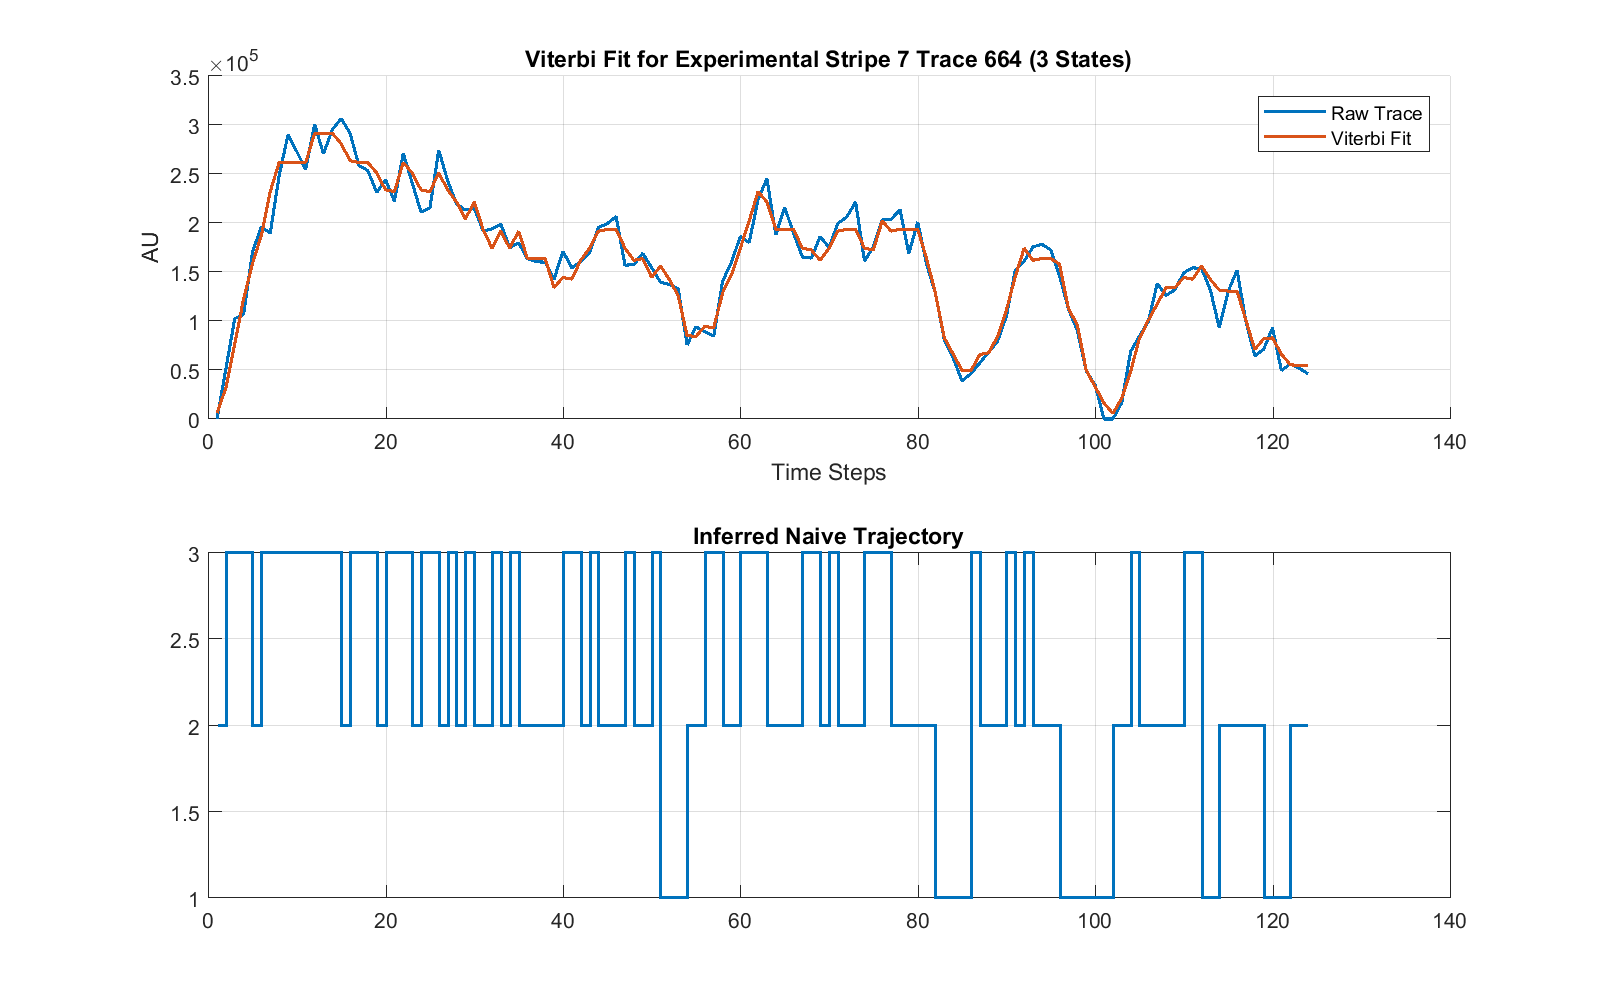 Viterbi Fit for Experimental Stripe 7 Trace 664 (3 States)
×10⁵
3.5
3
2.5
2
1.5
1
0.5
0
AU
Raw Trace
Viterbi Fit
0 20 40 60 80 100 120 140
Time Steps
Inferred Naive Trajectory
3
2.5
2
1.5
1
0 20 40 60 80 100 120 140